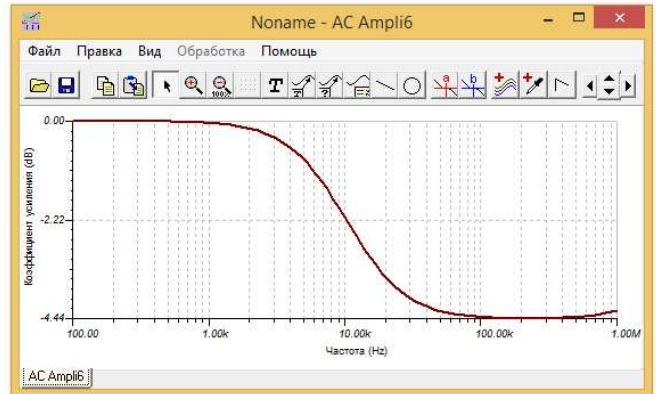 Noname - AC Ampli6
Файл Правка Вид Обработка Помощь
100%
T T ? =z a b
0.00
-2.22
-4.44
Коэффициент усиления (dB)
100.00 1.00k 10.00k 100.00k 1.00M
Частота (Hz)
AC Ampli6